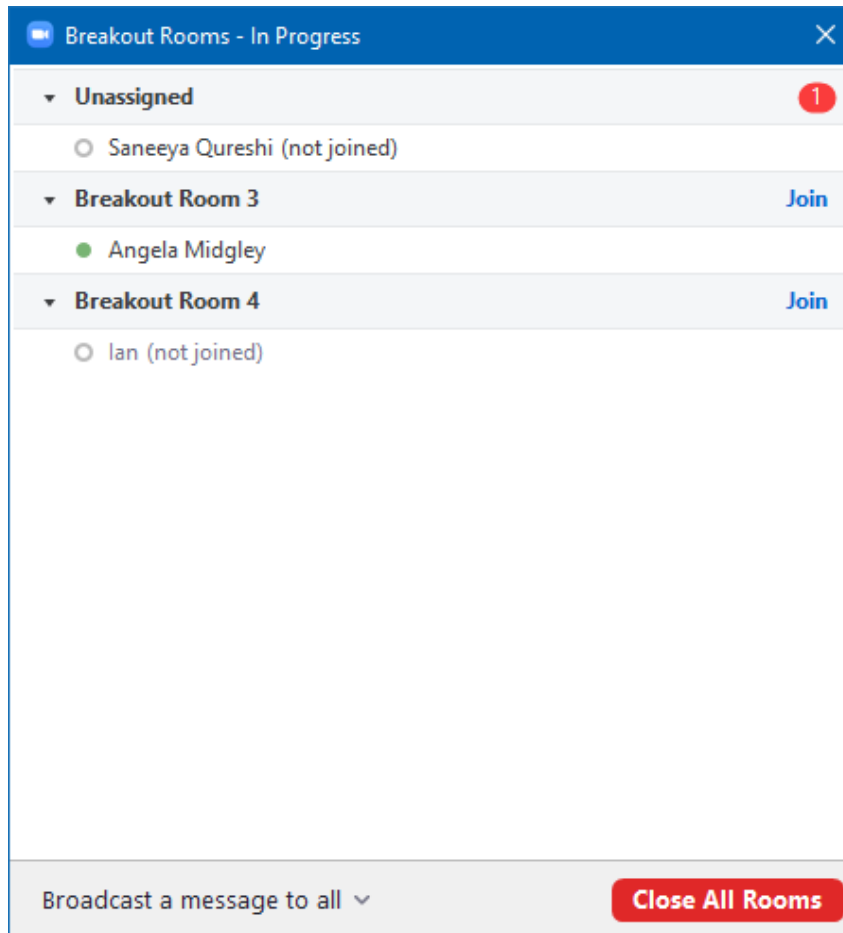 Breakout Rooms - In Progress
Unassigned 1
Saneeya Qureshi (not joined)
Breakout Room 3 Join
Angela Midgley
Breakout Room 4 Join
Ian (not joined)
Broadcast a message to all Close All Rooms